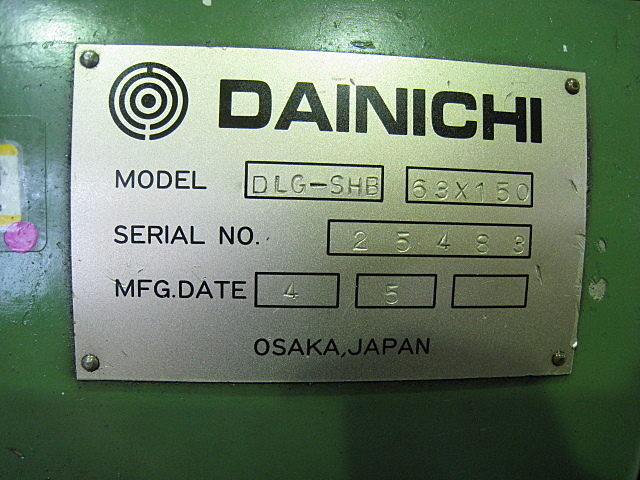 DAINICHI
MODEL DLG-SHB 63X150
SERIAL NO. 25483
MFG.DATE 4 5
OSAKA,JAPAN